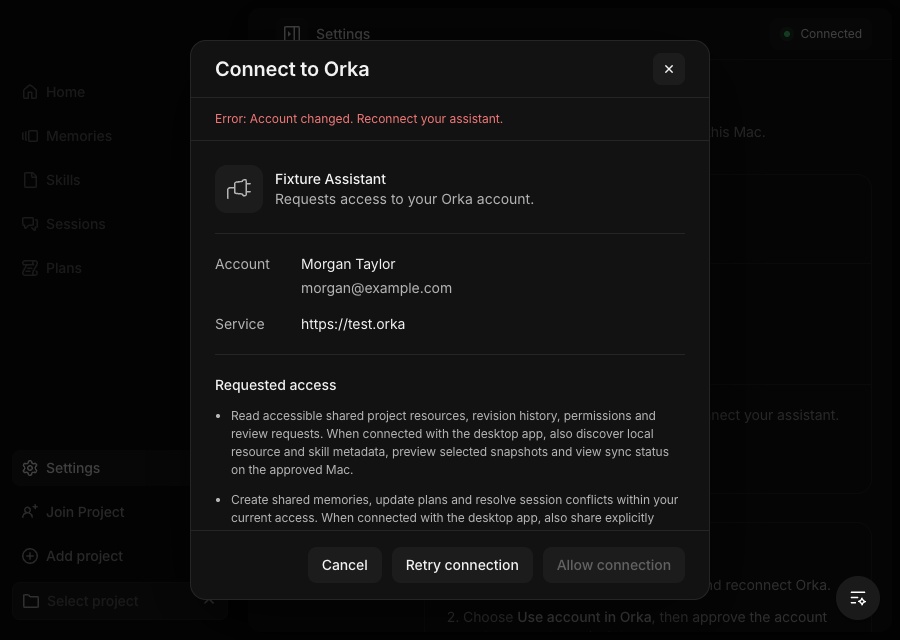 Settings
Connected
Home
Memories
Skills
Sessions
Plans
Settings
Join Project
Add project
Select project
Connect to Orka
Error: Account changed. Reconnect your assistant.
Fixture Assistant
Requests access to your Orka account.
Account
Morgan Taylor
morgan@example.com
Service
https://test.orka
Requested access
• Read accessible shared project resources, revision history, permissions and
review requests. When connected with the desktop app, also discover local
resource and skill metadata, preview selected snapshots and view sync status
on the approved Mac.
• Create shared memories, update plans and resolve session conflicts within your
current access. When connected with the desktop app, also share explicitly
Cancel
Retry connection
Allow connection
this Mac.
your assistant.
reconnect Orka.
2. Choose Use account in Orka, then approve the account